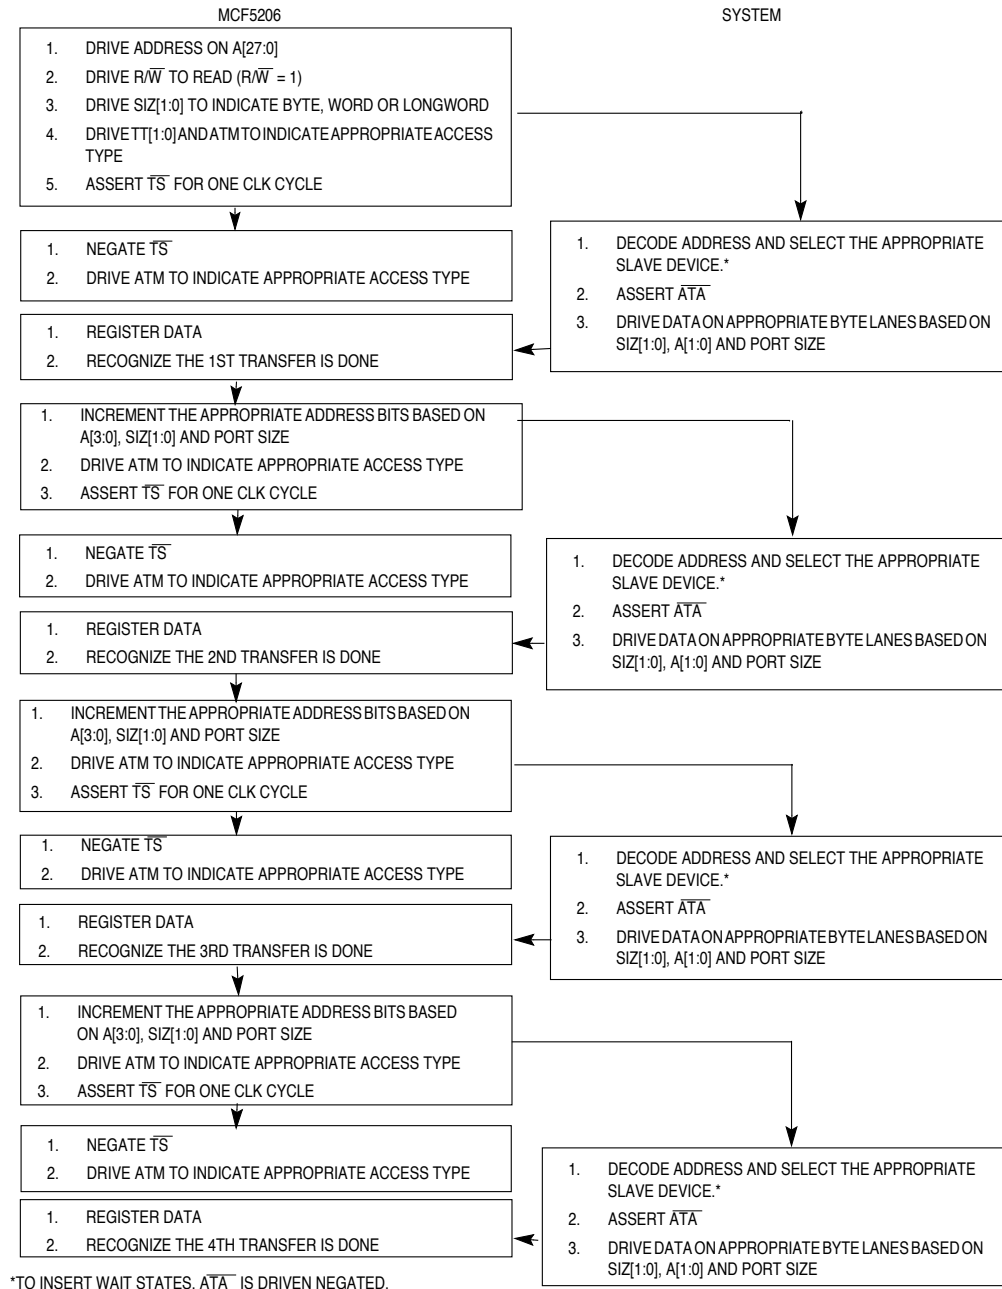 MCF5206
SYSTEM
1. DRIVE ADDRESS ON A[27:0]
2. DRIVE R/W̅ TO READ (R/W̅ = 1)
3. DRIVE SIZ[1:0] TO INDICATE BYTE, WORD OR LONGWORD
4. DRIVE TT[1:0] AND ATM TO INDICATE APPROPRIATE ACCESS
TYPE
5. ASSERT T̅S̅ FOR ONE CLK CYCLE
1. NEGATE T̅S̅
2. DRIVE ATM TO INDICATE APPROPRIATE ACCESS TYPE
1. DECODE ADDRESS AND SELECT THE APPROPRIATE
SLAVE DEVICE.*
2. ASSERT A̅T̅A̅
3. DRIVE DATA ON APPROPRIATE BYTE LANES BASED ON
SIZ[1:0], A[1:0] AND PORT SIZE
1. REGISTER DATA
2. RECOGNIZE THE 1ST TRANSFER IS DONE
1. INCREMENT THE APPROPRIATE ADDRESS BITS BASED ON
A[3:0], SIZ[1:0] AND PORT SIZE
2. DRIVE ATM TO INDICATE APPROPRIATE ACCESS TYPE
3. ASSERT T̅S̅ FOR ONE CLK CYCLE
1. NEGATE T̅S̅
2. DRIVE ATM TO INDICATE APPROPRIATE ACCESS TYPE
1. DECODE ADDRESS AND SELECT THE APPROPRIATE
SLAVE DEVICE.*
2. ASSERT A̅T̅A̅
3. DRIVE DATA ON APPROPRIATE BYTE LANES BASED ON
SIZ[1:0], A[1:0] AND PORT SIZE
1. REGISTER DATA
2. RECOGNIZE THE 2ND TRANSFER IS DONE
1. INCREMENT THE APPROPRIATE ADDRESS BITS BASED ON
A[3:0], SIZ[1:0] AND PORT SIZE
2. DRIVE ATM TO INDICATE APPROPRIATE ACCESS TYPE
3. ASSERT T̅S̅ FOR ONE CLK CYCLE
1. NEGATE T̅S̅
2. DRIVE ATM TO INDICATE APPROPRIATE ACCESS TYPE
1. DECODE ADDRESS AND SELECT THE APPROPRIATE
SLAVE DEVICE.*
2. ASSERT A̅T̅A̅
3. DRIVE DATA ON APPROPRIATE BYTE LANES BASED ON
SIZ[1:0], A[1:0] AND PORT SIZE
1. REGISTER DATA
2. RECOGNIZE THE 3RD TRANSFER IS DONE
1. INCREMENT THE APPROPRIATE ADDRESS BITS BASED
ON A[3:0], SIZ[1:0] AND PORT SIZE
2. DRIVE ATM TO INDICATE APPROPRIATE ACCESS TYPE
3. ASSERT T̅S̅ FOR ONE CLK CYCLE
1. NEGATE T̅S̅
2. DRIVE ATM TO INDICATE APPROPRIATE ACCESS TYPE
1. DECODE ADDRESS AND SELECT THE APPROPRIATE
SLAVE DEVICE.*
2. ASSERT A̅T̅A̅
3. DRIVE DATA ON APPROPRIATE BYTE LANES BASED ON
SIZ[1:0], A[1:0] AND PORT SIZE
1. REGISTER DATA
2. RECOGNIZE THE 4TH TRANSFER IS DONE
*TO INSERT WAIT STATES, A̅T̅A̅ IS DRIVEN NEGATED.